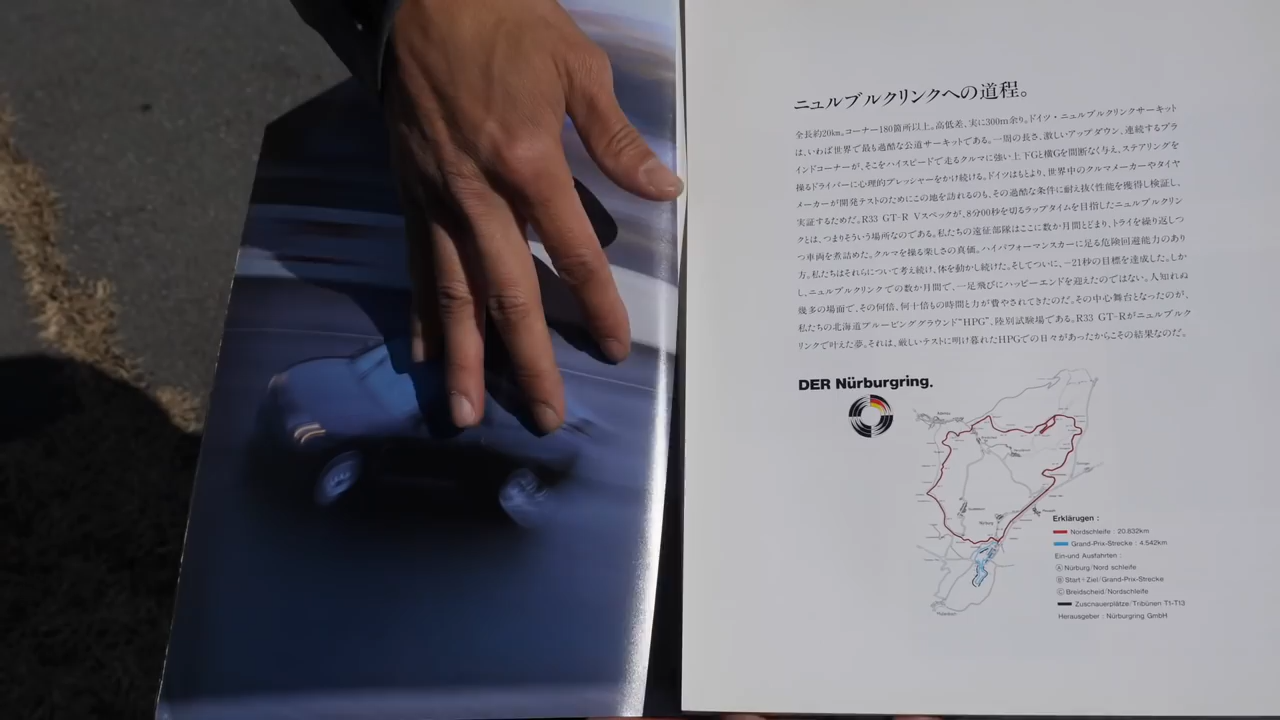 ニュルブルクリンクへの道程。
全長約20km。コーナー180箇所以上。高低差、実に300m余り。ドイツ・ニュルブルクリンクサーキット
は、いわば世界で最も過酷な公道サーキットである。一周の長さ、激しいアップダウン、連続するブラ
インドコーナーが、そこをハイスピードで走るクルマに強い上下Gと横Gを間断なく与え、ステアリングを
操るドライバーに心理的プレッシャーをかけ続ける。ドイツはもとより、世界中のクルマメーカーやタイヤ
メーカーが開発テストのためにこの地を訪れるのも、その過酷な条件に耐え抜く性能を獲得し検証し、
実証するためだ。R33 GT-R Vスペックが、8分00秒を切るラップタイムを目指したニュルブルクリン
クとは、つまりそういう場所なのである。私たちの遠征部隊はここに数か月間とどまり、トライを繰り返しつ
つ車両を煮詰めた。クルマを操る楽しさの真価。ハイパフォーマンスカーに足る危険回避能力のあり
方。私たちはそれらについて考え続け、体を動かし続けた。そしてついに、−21秒の目標を達成した。しか
し、ニュルブルクリンクでの数か月間で、一足飛びにハッピーエンドを迎えたのではない。人知れぬ
幾多の場面で、その何倍、何十倍もの時間と力が費やされてきたのだ。その中心舞台となったのが、
私たちの北海道プルービンググラウンド“HPG”、陸別試験場である。R33 GT-Rがニュルブルク
リンクで叶えた夢。それは、厳しいテストに明け暮れたHPGでの日々があったからこその結果なのだ。
DER Nürburgring.
Erklärugen :
Nordschleife : 20.832km
Grand-Prix-Strecke : 4.542km
Ein-und Ausfahrten :
Ⓐ Nürburg/Nord schleife
Ⓑ Start+Ziel/Grand-Prix-Strecke
Ⓒ Breidscheid/Nordschleife
Zuscnauerplätze/Tribünen T1-T13
Herausgeber : Nürburgring GmbH